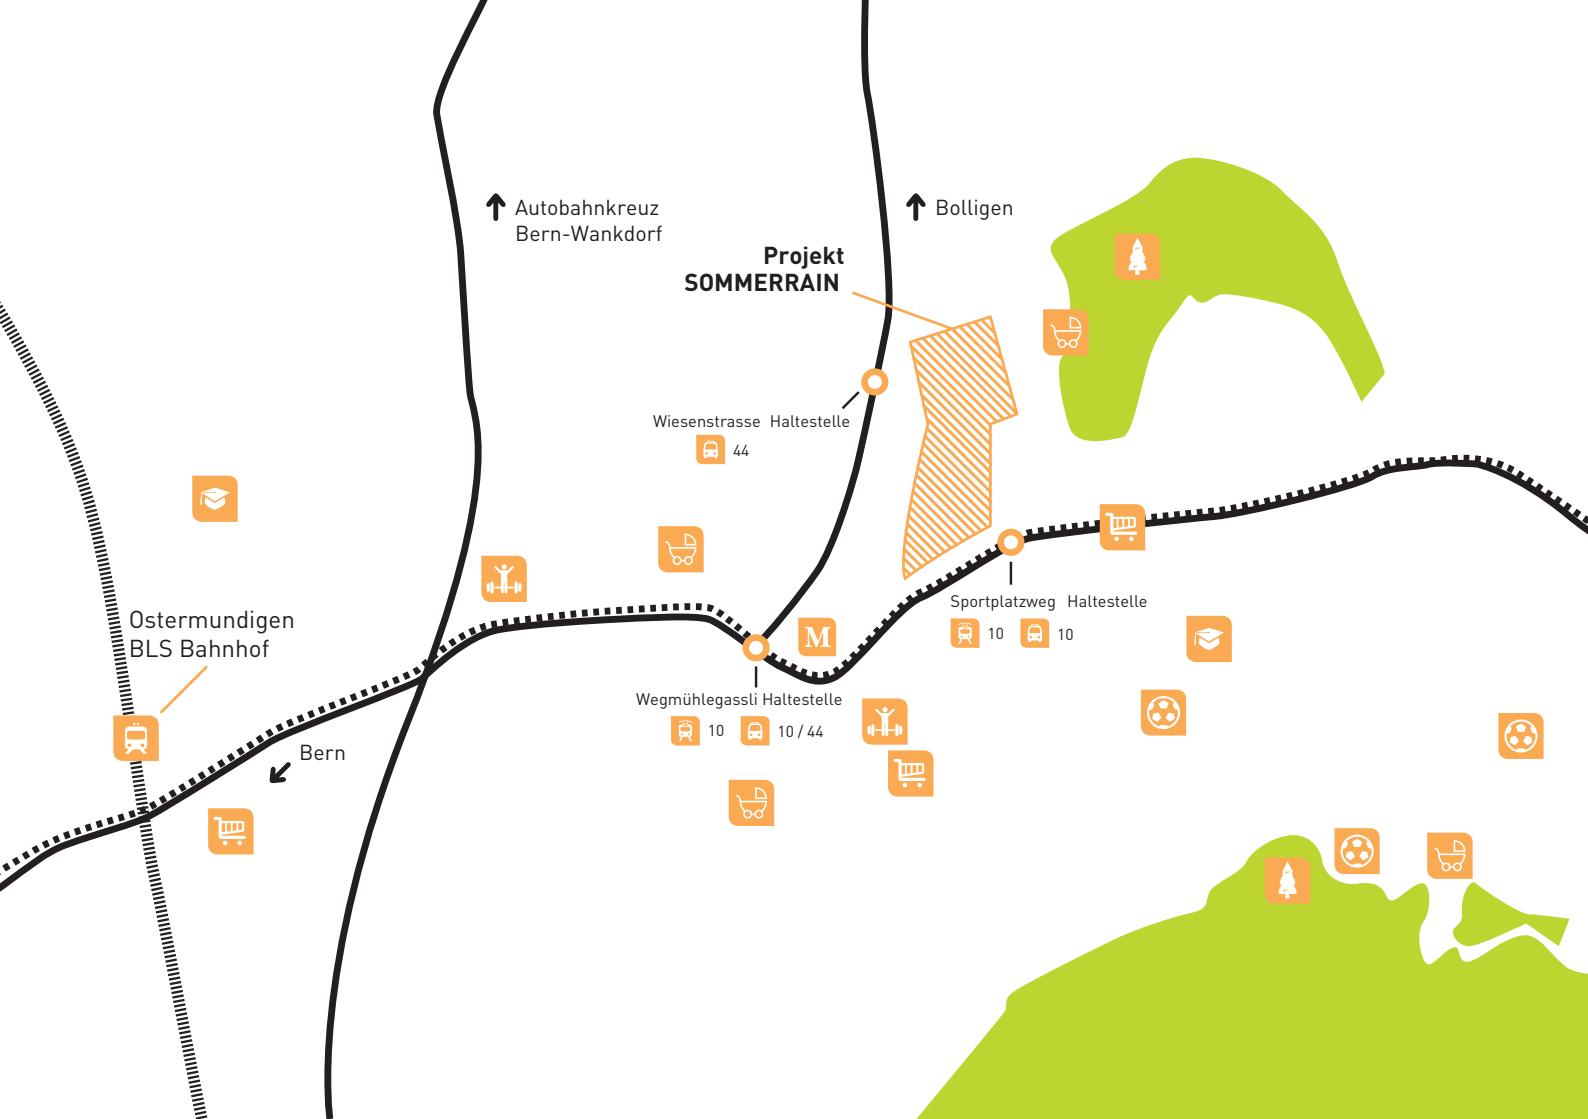 Autobahnkreuz
Bern-Wankdorf
Bolligen
Projekt
SOMMERRAIN
Wiesenstrasse Haltestelle
44
Ostermundigen
BLS Bahnhof
Sportplatzweg Haltestelle
10 10
M
Wegmühlegassli Haltestelle
10 10 / 44
Bern